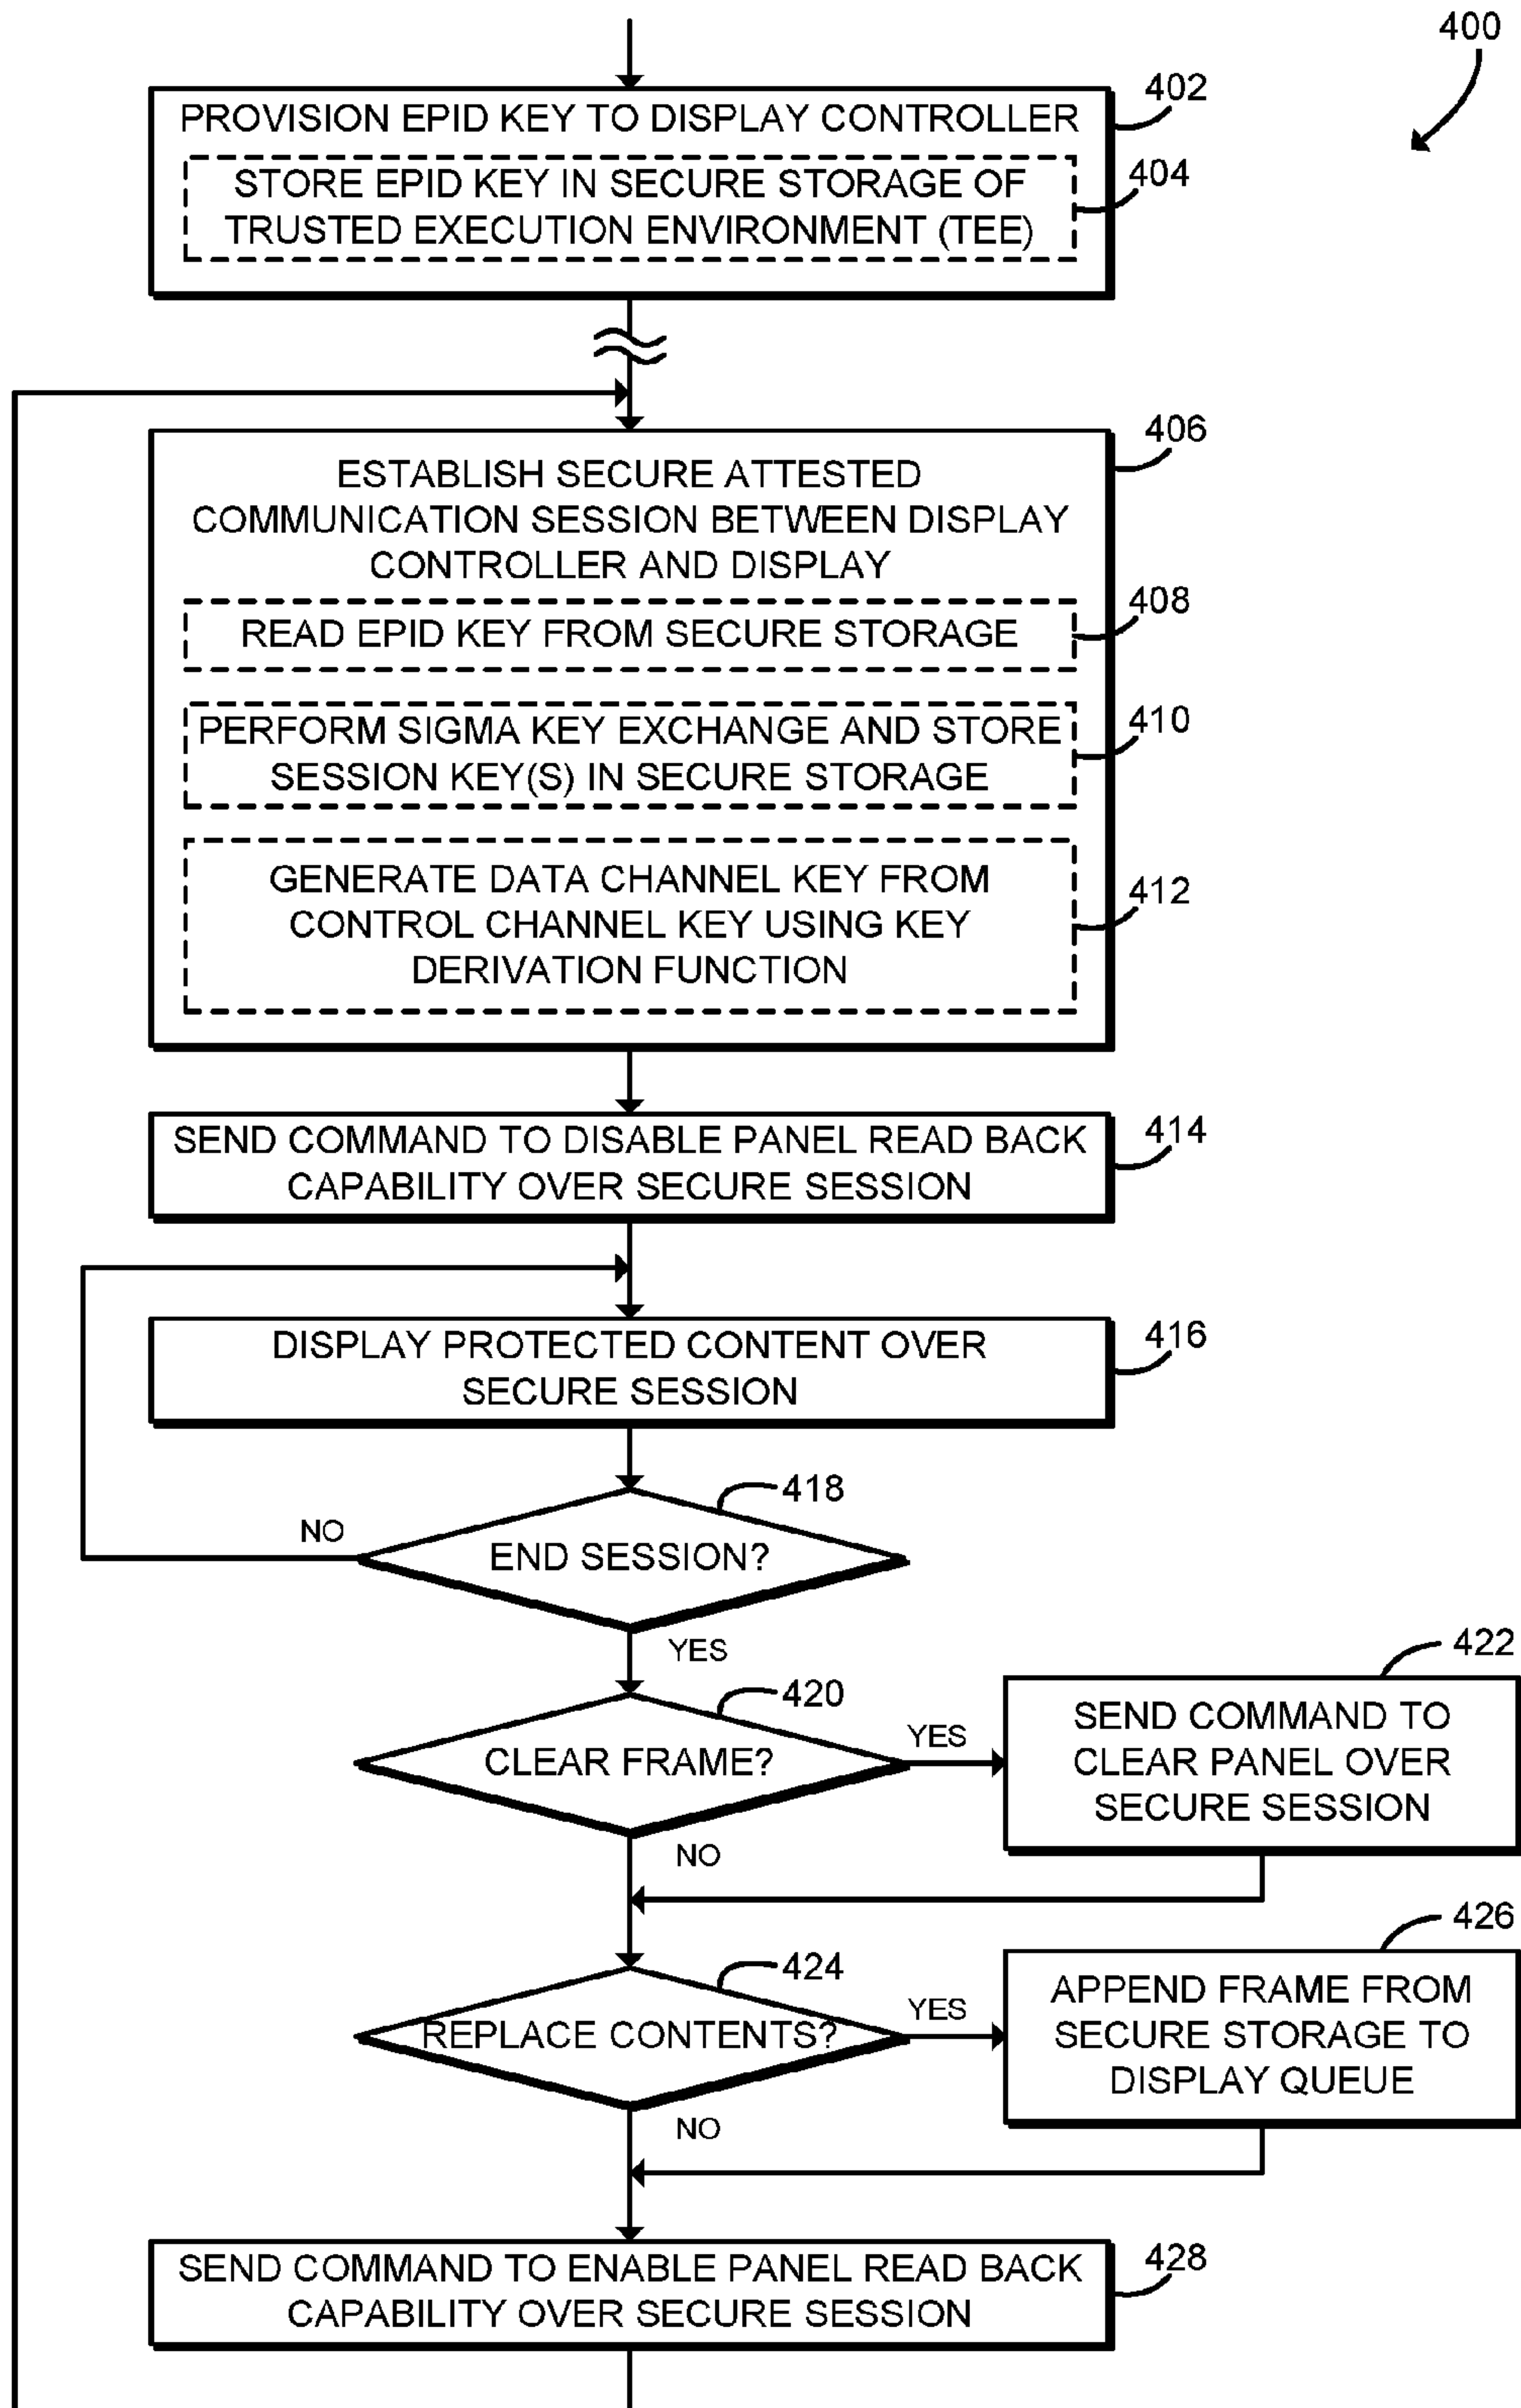 400
402
PROVISION EPID KEY TO DISPLAY CONTROLLER
404
STORE EPID KEY IN SECURE STORAGE OF
TRUSTED EXECUTION ENVIRONMENT (TEE)
406
ESTABLISH SECURE ATTESTED
COMMUNICATION SESSION BETWEEN DISPLAY
CONTROLLER AND DISPLAY
408
READ EPID KEY FROM SECURE STORAGE
410
PERFORM SIGMA KEY EXCHANGE AND STORE
SESSION KEY(S) IN SECURE STORAGE
412
GENERATE DATA CHANNEL KEY FROM
CONTROL CHANNEL KEY USING KEY
DERIVATION FUNCTION
414
SEND COMMAND TO DISABLE PANEL READ BACK
CAPABILITY OVER SECURE SESSION
416
DISPLAY PROTECTED CONTENT OVER
SECURE SESSION
418
NO
END SESSION?
YES
420
CLEAR FRAME?
YES
422
SEND COMMAND TO
CLEAR PANEL OVER
SECURE SESSION
NO
424
REPLACE CONTENTS?
YES
426
APPEND FRAME FROM
SECURE STORAGE TO
DISPLAY QUEUE
NO
428
SEND COMMAND TO ENABLE PANEL READ BACK
CAPABILITY OVER SECURE SESSION